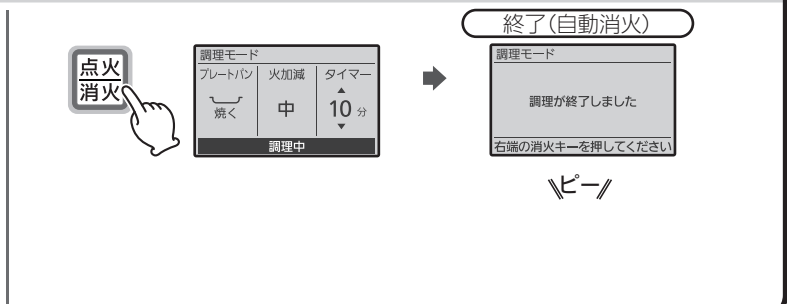 点火
消火
調理モード
プレートパン 火加減 タイマー
焼く 中 10分
調理中
終了(自動消火)
調理モード
調理が終了しました
右端の消火キーを押してください
ピー